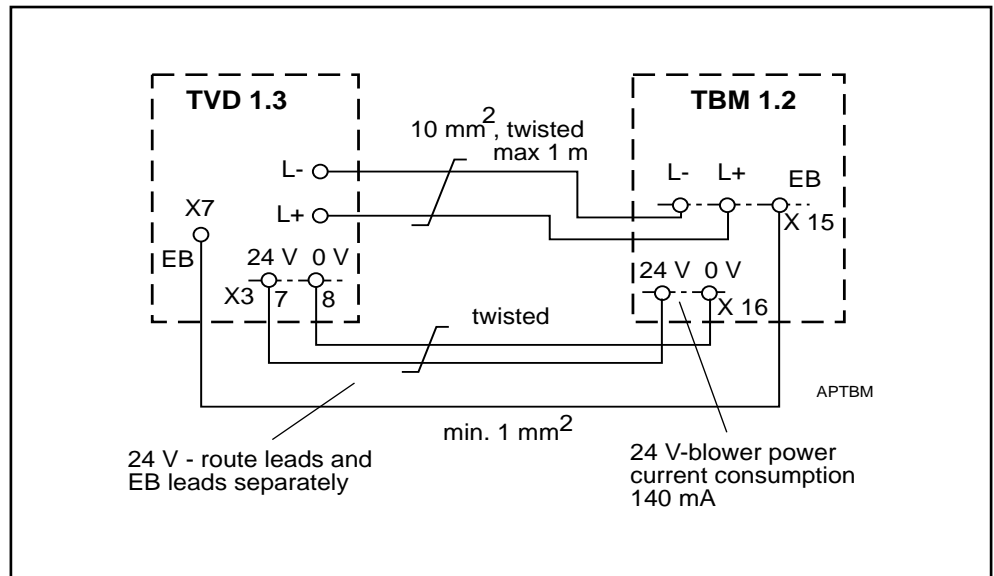 TVD 1.3
TBM 1.2
10 mm2, twisted
max 1 m
L-
L+
X7
EB
24 V 0 V
X3 7 8
L- L+ EB
X 15
24 V 0 V
X 16
twisted
APTBM
min. 1 mm2
24 V - route leads and
EB leads separately
24 V-blower power
current consumption
140 mA